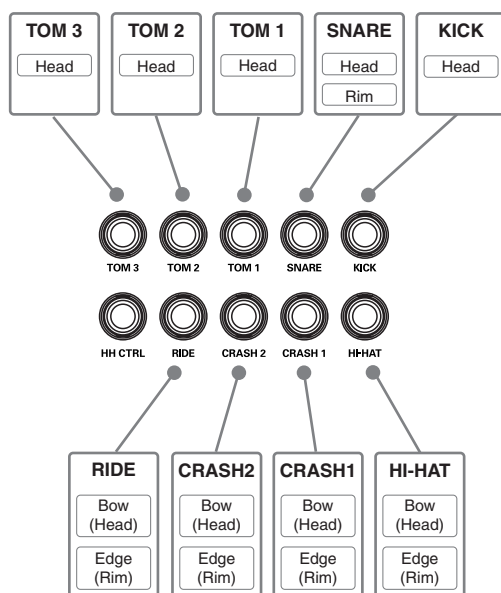 TOM 3 TOM 2 TOM 1 SNARE KICK
Head Head Head Head Head
Rim
TOM 3 TOM 2 TOM 1 SNARE KICK
HH CTRL RIDE CRASH 2 CRASH 1 HI-HAT
RIDE CRASH2 CRASH1 HI-HAT
Bow Bow Bow Bow
(Head) (Head) (Head) (Head)
Edge Edge Edge Edge
(Rim) (Rim) (Rim) (Rim)